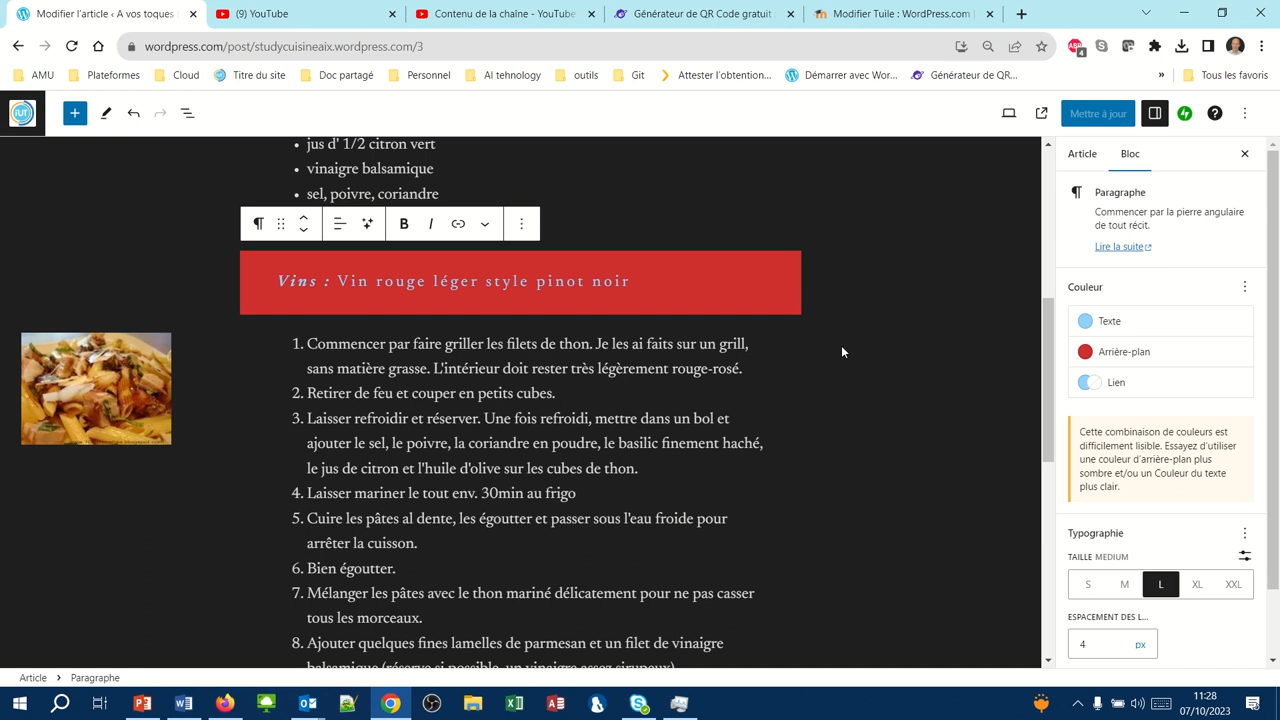 Modifier l'article « A vos toques
(9) YouTube
Contenu de la chaîne - YouTube
Générateur de QR Code gratuit
Modifier Tuile : WordPress.com
wordpress.com/post/studycuisineaix.wordpress.com/3
4
AMU
Plateformes
Cloud
Titre du site
Doc partagé
Personnel
AI tehnology
outils
Git
Attester l'obtention...
Démarrer avec Wor...
Générateur de QR...
»
Tous les favoris
Mettre à jour
jus d' 1/2 citron vert
vinaigre balsamique
sel, poivre, coriandre
B I
Vins : Vin rouge léger style pinot noir
1. Commencer par faire griller les filets de thon. Je les ai faits sur un grill,
sans matière grasse. L'intérieur doit rester très légèrement rouge-rosé.
2. Retirer de feu et couper en petits cubes.
3. Laisser refroidir et réserver. Une fois refroidi, mettre dans un bol et
ajouter le sel, le poivre, la coriandre en poudre, le basilic finement haché,
le jus de citron et l'huile d'olive sur les cubes de thon.
4. Laisser mariner le tout env. 30min au frigo
5. Cuire les pâtes al dente, les égoutter et passer sous l'eau froide pour
arrêter la cuisson.
6. Bien égoutter.
7. Mélanger les pâtes avec le thon mariné délicatement pour ne pas casser
tous les morceaux.
8. Ajouter quelques fines lamelles de parmesan et un filet de vinaigre
balsamique (réserve si possible, un vinaigre assez sirupeux)
Article
Bloc
Paragraphe
Commencer par la pierre angulaire
de tout récit.
Lire la suite
Couleur
Texte
Arrière-plan
Lien
Cette combinaison de couleurs est
difficilement lisible. Essayez d'utiliser
une couleur d'arrière-plan plus
sombre et/ou un Couleur du texte
plus clair.
Typographie
TAILLE MEDIUM
S M L XL XXL
ESPACEMENT DES L...
4 px
Article > Paragraphe
11:28
07/10/2023